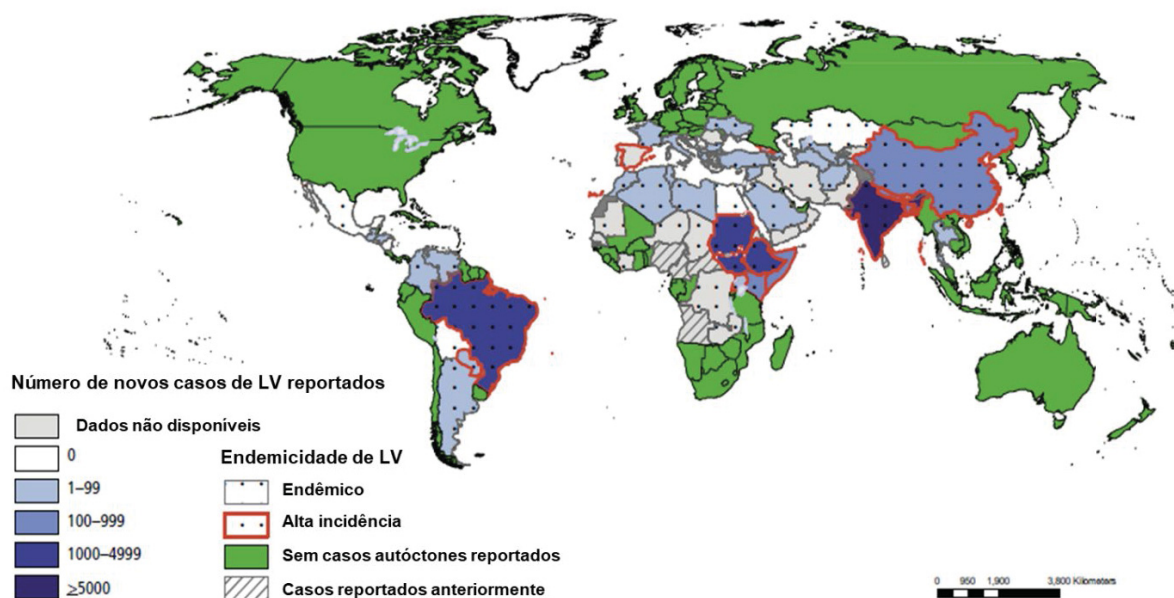 Número de novos casos de LV reportados
Dados não disponíveis
0
1–99
100–999
1000–4999
≥5000
Endemicidade de LV
Endêmico
Alta incidência
Sem casos autóctones reportados
Casos reportados anteriormente
0 950 1,900 3,800 Kilometers